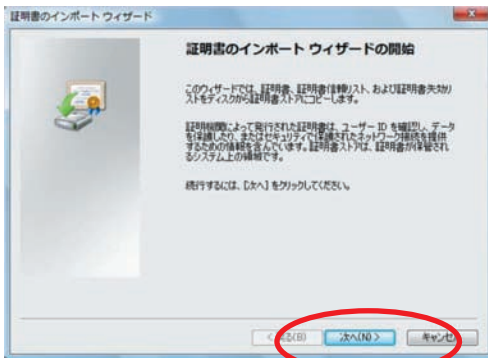 証明書のインポート ウィザード
証明書のインポート ウィザードの開始
このウィザードでは、証明書、証明書信頼リスト、および証明書失効リ
ストをディスクから証明書ストアにコピーします。
証明機関によって発行された証明書は、ユーザー ID を確認し、データ
を保護したり、またはセキュリティで保護されたネットワーク接続を提供
するための情報を含んでいます。証明書ストアは、証明書が保管され
るシステム上の領域です。
続行するには、[次へ] をクリックしてください。
< 戻る(B)
次へ(N) >
キャンセル